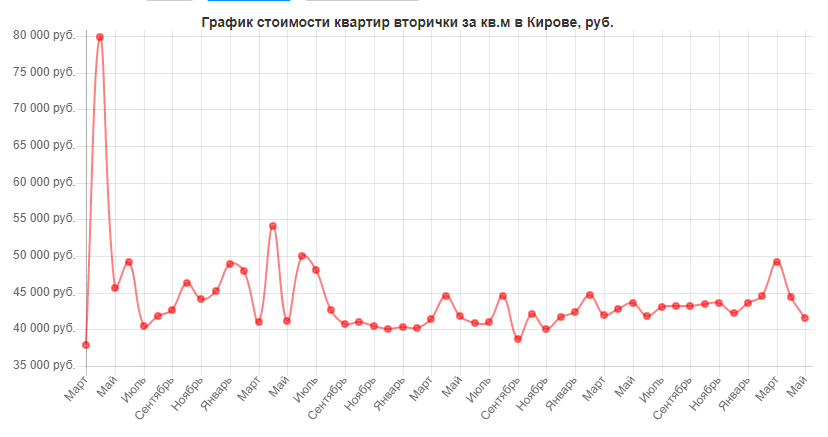 График стоимости квартир вторички за кв.м в Кирове, руб.
80 000 руб.
75 000 руб.
70 000 руб.
65 000 руб.
60 000 руб.
55 000 руб.
50 000 руб.
45 000 руб.
40 000 руб.
35 000 руб.
Март
Май
Июль
Сентябрь
Ноябрь
Январь
Март
Май
Июль
Сентябрь
Ноябрь
Январь
Март
Май
Июль
Сентябрь
Ноябрь
Январь
Март
Май
Июль
Сентябрь
Ноябрь
Январь
Март
Май